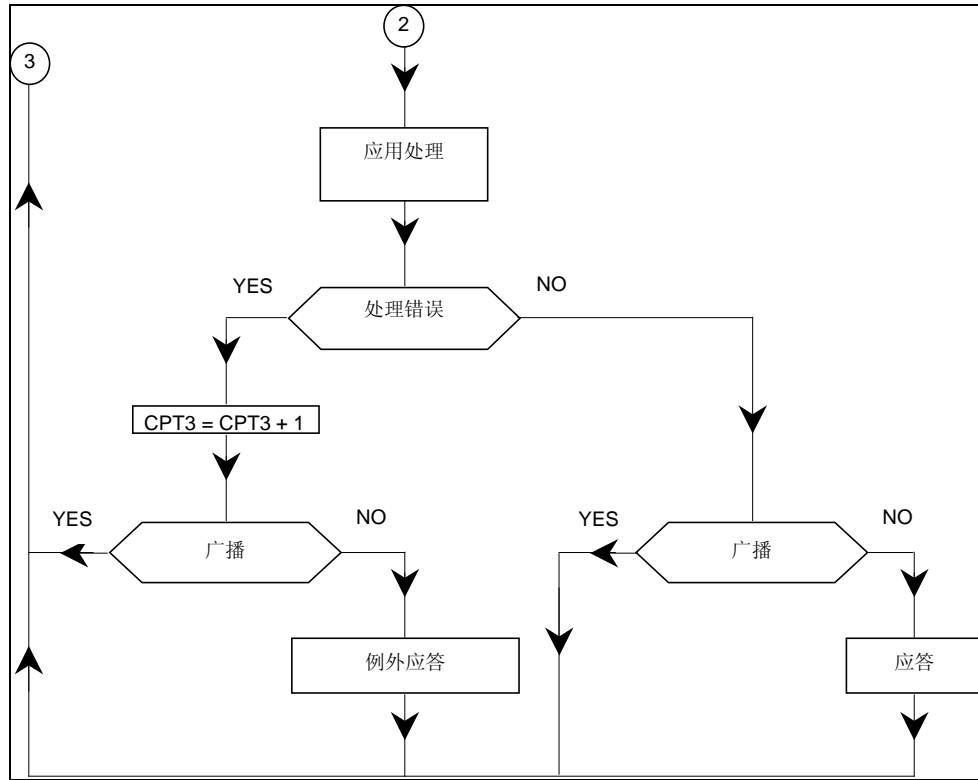 2
3
应用处理
YES
NO
处理错误
CPT3 = CPT3 + 1
YES
NO
YES
NO
广播
广播
例外应答
应答